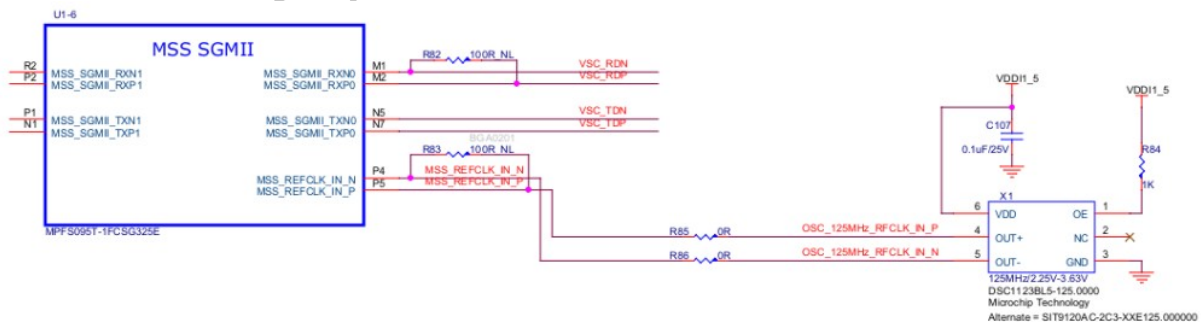 U1-6
MSS SGMII
R2 MSS_SGMII_RXN1
P2 MSS_SGMII_RXP1
P1 MSS_SGMII_TXN1
N1 MSS_SGMII_TXP1
MSS_SGMII_RXN0 M1
MSS_SGMII_RXP0 M2
MSS_SGMII_TXN0 N5
MSS_SGMII_TXP0 N7
MSS_REFCLK_IN_N P4
MSS_REFCLK_IN_P P5
MPFS095T-1FCSG325E
R82 100R_NL
VSC_RDN
VSC_RDP
VSC_TDN
VSC_TDP
BGA0201
R83 100R_NL
MSS_REFCLK_IN_N
MSS_REFCLK_IN_P
R85 0R
OSC_125MHz_RFCLK_IN_P
R86 0R
OSC_125MHz_RFCLK_IN_N
VDDI1_5
C107
0.1uF/25V
VDDI1_5
R84
1K
X1
6 VDD OE 1
4 OUT+ NC 2
5 OUT- GND 3
125MHz/2.25V-3.63V
DSC1123BL5-125.0000
Microchip Technology
Alternate = SIT9120AC-2C3-XXE125.000000